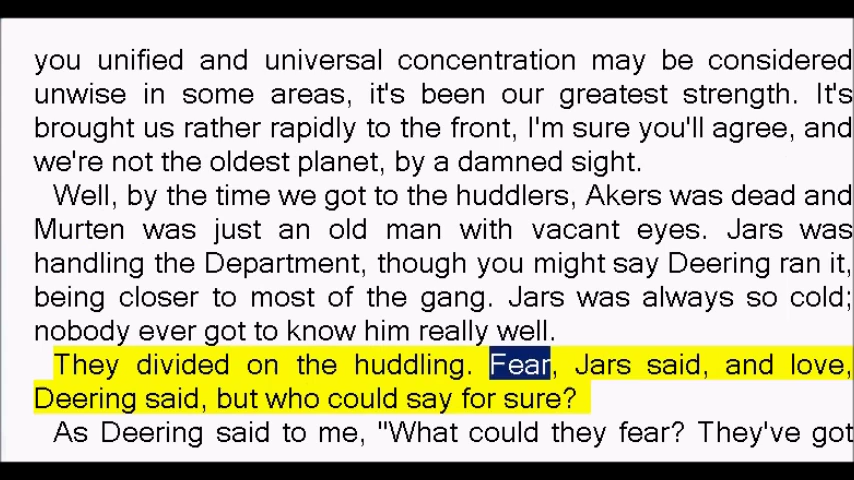 you unified and universal concentration may be considered
unwise in some areas, it's been our greatest strength. It's
brought us rather rapidly to the front, I'm sure you'll agree, and
we're not the oldest planet, by a damned sight.
Well, by the time we got to the huddlers, Akers was dead and
Murten was just an old man with vacant eyes. Jars was
handling the Department, though you might say Deering ran it,
being closer to most of the gang. Jars was always so cold;
nobody ever got to know him really well.
They divided on the huddling. Fear, Jars said, and love,
Deering said, but who could say for sure?
As Deering said to me, "What could they fear? They've got